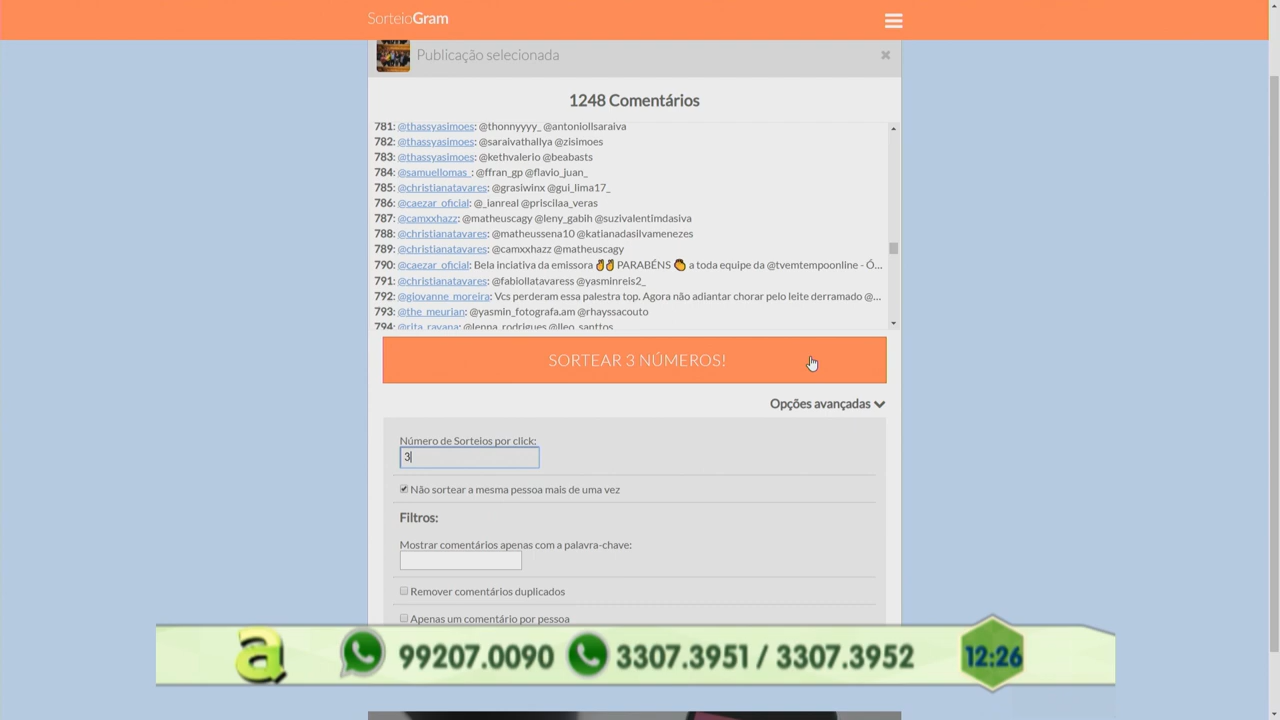 SorteioGram
Publicação selecionada
1248 Comentários
781: @thassyasimoes: @thonnyyyy_ @antoniollsaraiva
782: @thassyasimoes: @saraivathallya @zisimoes
783: @thassyasimoes: @kethvalerio @beabasts
784: @samuellomas_: @ffran_gp @flavio_juan_
785: @christianatavares: @grasiwinx @gui_lima17_
786: @caezar_oficial: @_ianreal @priscilaa_veras
787: @camxxhazz: @matheuscagy @leny_gabih @suzivalentimdasiva
788: @christianatavares: @matheussena10 @katianadasilvamenezes
789: @christianatavares: @camxxhazz @matheuscagy
790: @caezar_oficial: Bela inciativa da emissora ✌✌ PARABÉNS 👏 a toda equipe da @tvemtempoonline - Ó...
791: @christianatavares: @fabiollatavaress @yasminreis2_
792: @giovanne_moreira: Vcs perderam essa palestra top. Agora não adiantar chorar pelo leite derramado @...
793: @the_meurian: @yasmin_fotografa.am @rhayssacouto
794: @rita_rayana: @lenna_rodrigues @lleo_santtos
SORTEAR 3 NÚMEROS!
Opções avançadas
Número de Sorteios por click:
3
Não sortear a mesma pessoa mais de uma vez
Filtros:
Mostrar comentários apenas com a palavra-chave:
Remover comentários duplicados
Apenas um comentário por pessoa
a 99207.0090 3307.3951 / 3307.3952 12:26